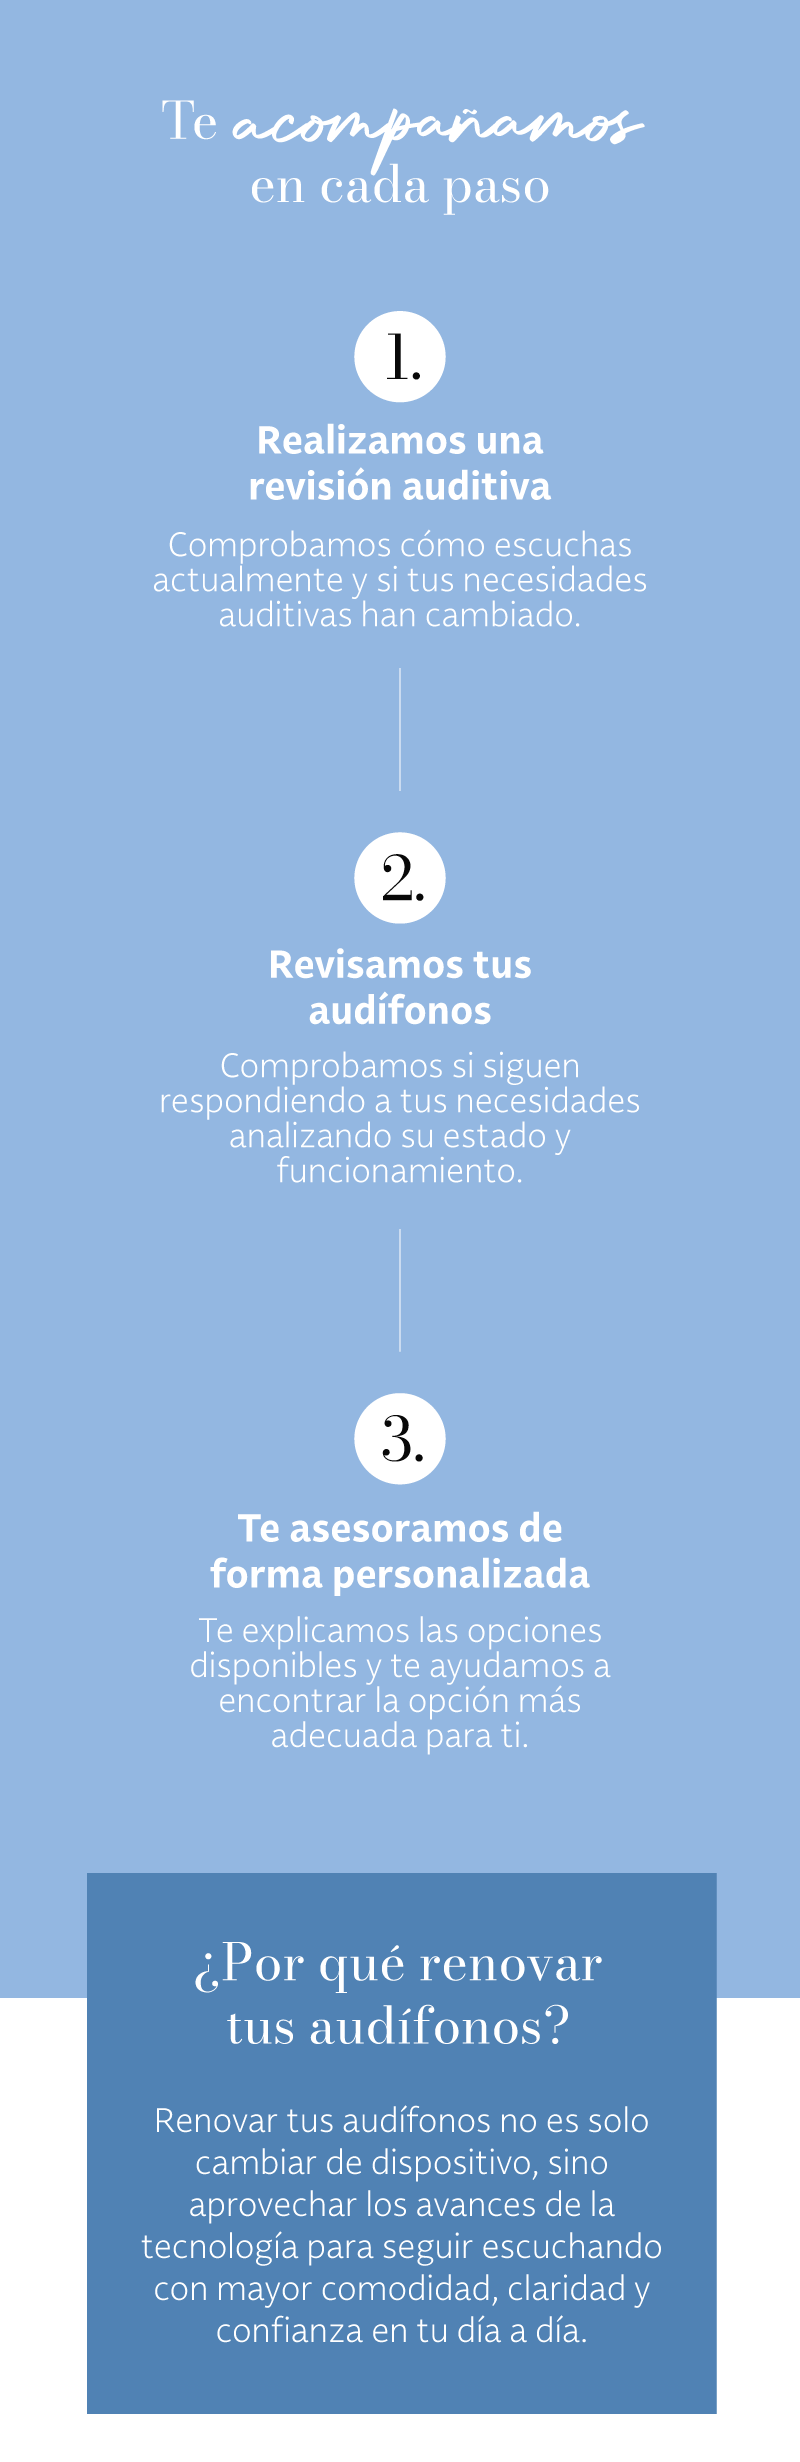 Te acompañamos
en cada paso
1.
Realizamos una
revisión auditiva
Comprobamos cómo escuchas
actualmente y si tus necesidades
auditivas han cambiado.
2.
Revisamos tus
audífonos
Comprobamos si siguen
respondiendo a tus necesidades
analizando su estado y
funcionamiento.
3.
Te asesoramos de
forma personalizada
Te explicamos las opciones
disponibles y te ayudamos a
encontrar la opción más
adecuada para ti.
¿Por qué renovar
tus audífonos?
Renovar tus audífonos no es solo
cambiar de dispositivo, sino
aprovechar los avances de la
tecnología para seguir escuchando
con mayor comodidad, claridad y
confianza en tu día a día.